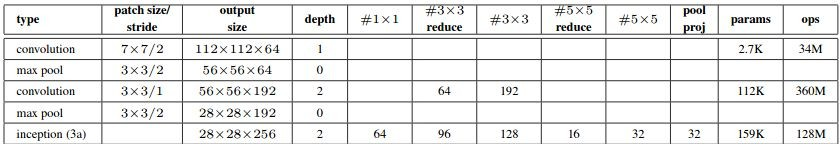 type patch size/stride output size depth #1×1 #3×3 reduce #3×3 #5×5 reduce #5×5 pool proj params ops
convolution 7×7/2 112×112×64 1 2.7K 34M
max pool 3×3/2 56×56×64 0
convolution 3×3/1 56×56×192 2 64 192 112K 360M
max pool 3×3/2 28×28×192 0
inception (3a) 28×28×256 2 64 96 128 16 32 32 159K 128M